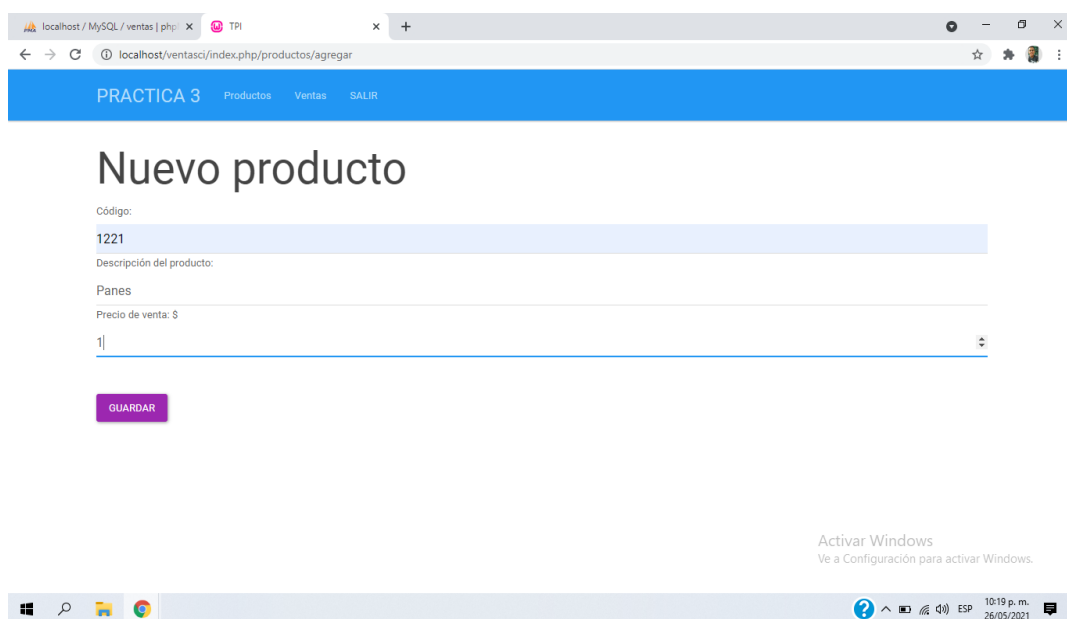 localhost / MySQL / ventas | php
TPI
localhost/ventasci/index.php/productos/agregar
PRACTICA 3 Productos Ventas SALIR
Nuevo producto
Código:
1221
Descripción del producto:
Panes
Precio de venta: $
1
GUARDAR
Activar Windows
Ve a Configuración para activar Windows.
ESP
10:19 p. m.
26/05/2021